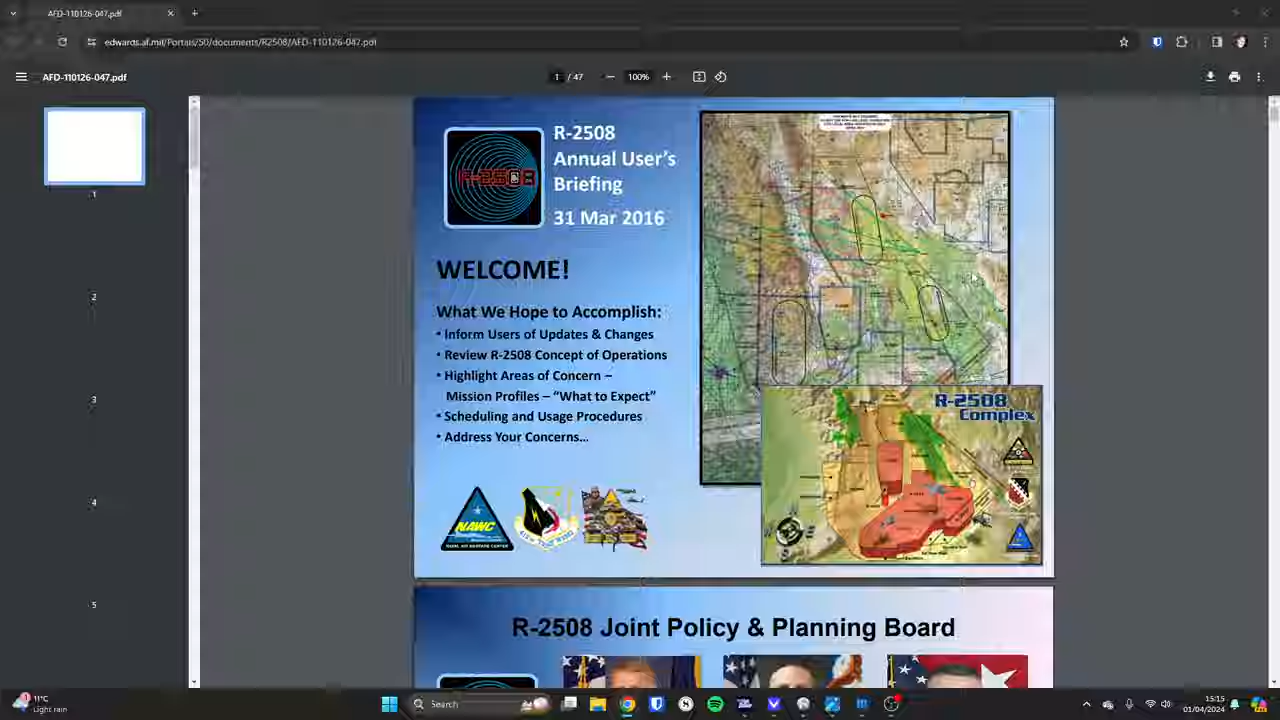 AFD-110126-047.pdf
edwards.af.mil/Portals/50/documents/R2508/AFD-110126-047.pdf
AFD-110126-047.pdf
1 / 47
100%
1
2
3
4
5
R-2508
R-2508
Annual User's
Briefing
31 Mar 2016
WELCOME!
What We Hope to Accomplish:
• Inform Users of Updates & Changes
• Review R-2508 Concept of Operations
• Highlight Areas of Concern –
Mission Profiles – “What to Expect”
• Scheduling and Usage Procedures
• Address Your Concerns…
NAWC
R-2508
Complex
R-2508 Joint Policy & Planning Board
11°C
Light rain
Search
15:15
01/04/2024